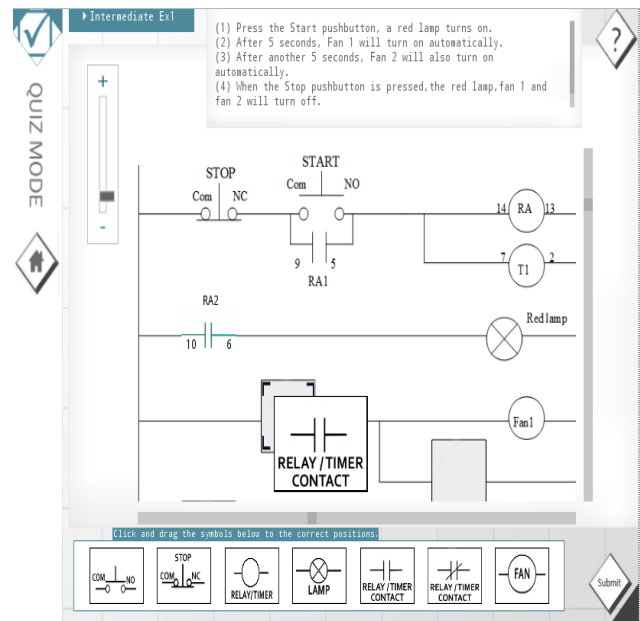 Intermediate Ex1
(1) Press the Start pushbutton, a red lamp turns on.
(2) After 5 seconds, Fan 1 will turn on automatically.
(3) After another 5 seconds, Fan 2 will also turn on
automatically.
(4) When the Stop pushbutton is pressed,the red lamp,fan 1 and
fan 2 will turn off.
?
QUIZ MODE
+
-
STOP
Com NC
START
Com NO
14 RA 13
9 5
RA1
7 T1 2
RA2
10 6
Red lamp
Fan1
RELAY/TIMER
CONTACT
Click and drag the symbols below to the correct positions.
COM NO
STOP
COM NC
RELAY/TIMER
LAMP
RELAY/TIMER
CONTACT
RELAY/TIMER
CONTACT
FAN
Submit